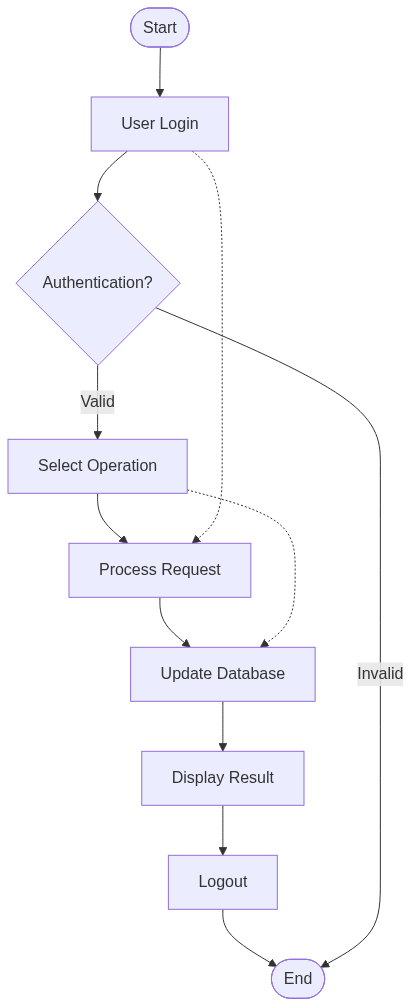 Start
User Login
Authentication?
Valid
Select Operation
Process Request
Update Database
Invalid
Display Result
Logout
End